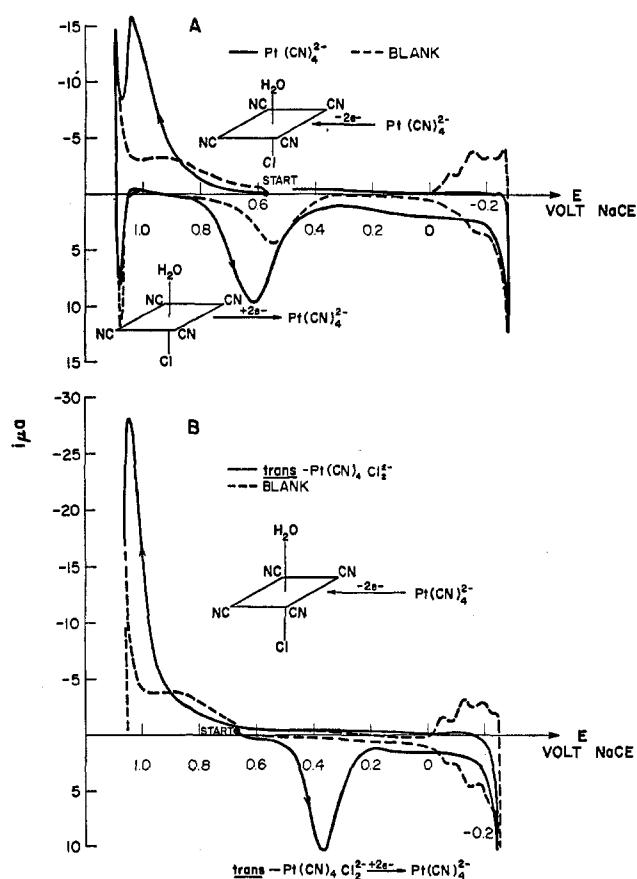 A
-15
-10
-5
5
10
15
Pt(CN)₄²⁻ BLANK
H₂O
NC CN
NC CN
Cl
-2e- Pt(CN)₄²⁻
START
1.0 0.8 0.6 0.4 0.2 0 -0.2
E
VOLT NaCE
H₂O
NC CN
NC CN
Cl
+2e- Pt(CN)₄²⁻
iμa
B
-30
-25
-20
-15
-10
-5
5
10
trans -Pt(CN)₄ Cl₂²⁻
BLANK
H₂O
NC CN
NC CN
Cl
-2e- Pt(CN)₄²⁻
START
1.0 0.8 0.6 0.4 0.2 0 -0.2
E
VOLT NaCE
trans -Pt(CN)₄ Cl₂²⁻ +2e- Pt(CN)₄²⁻